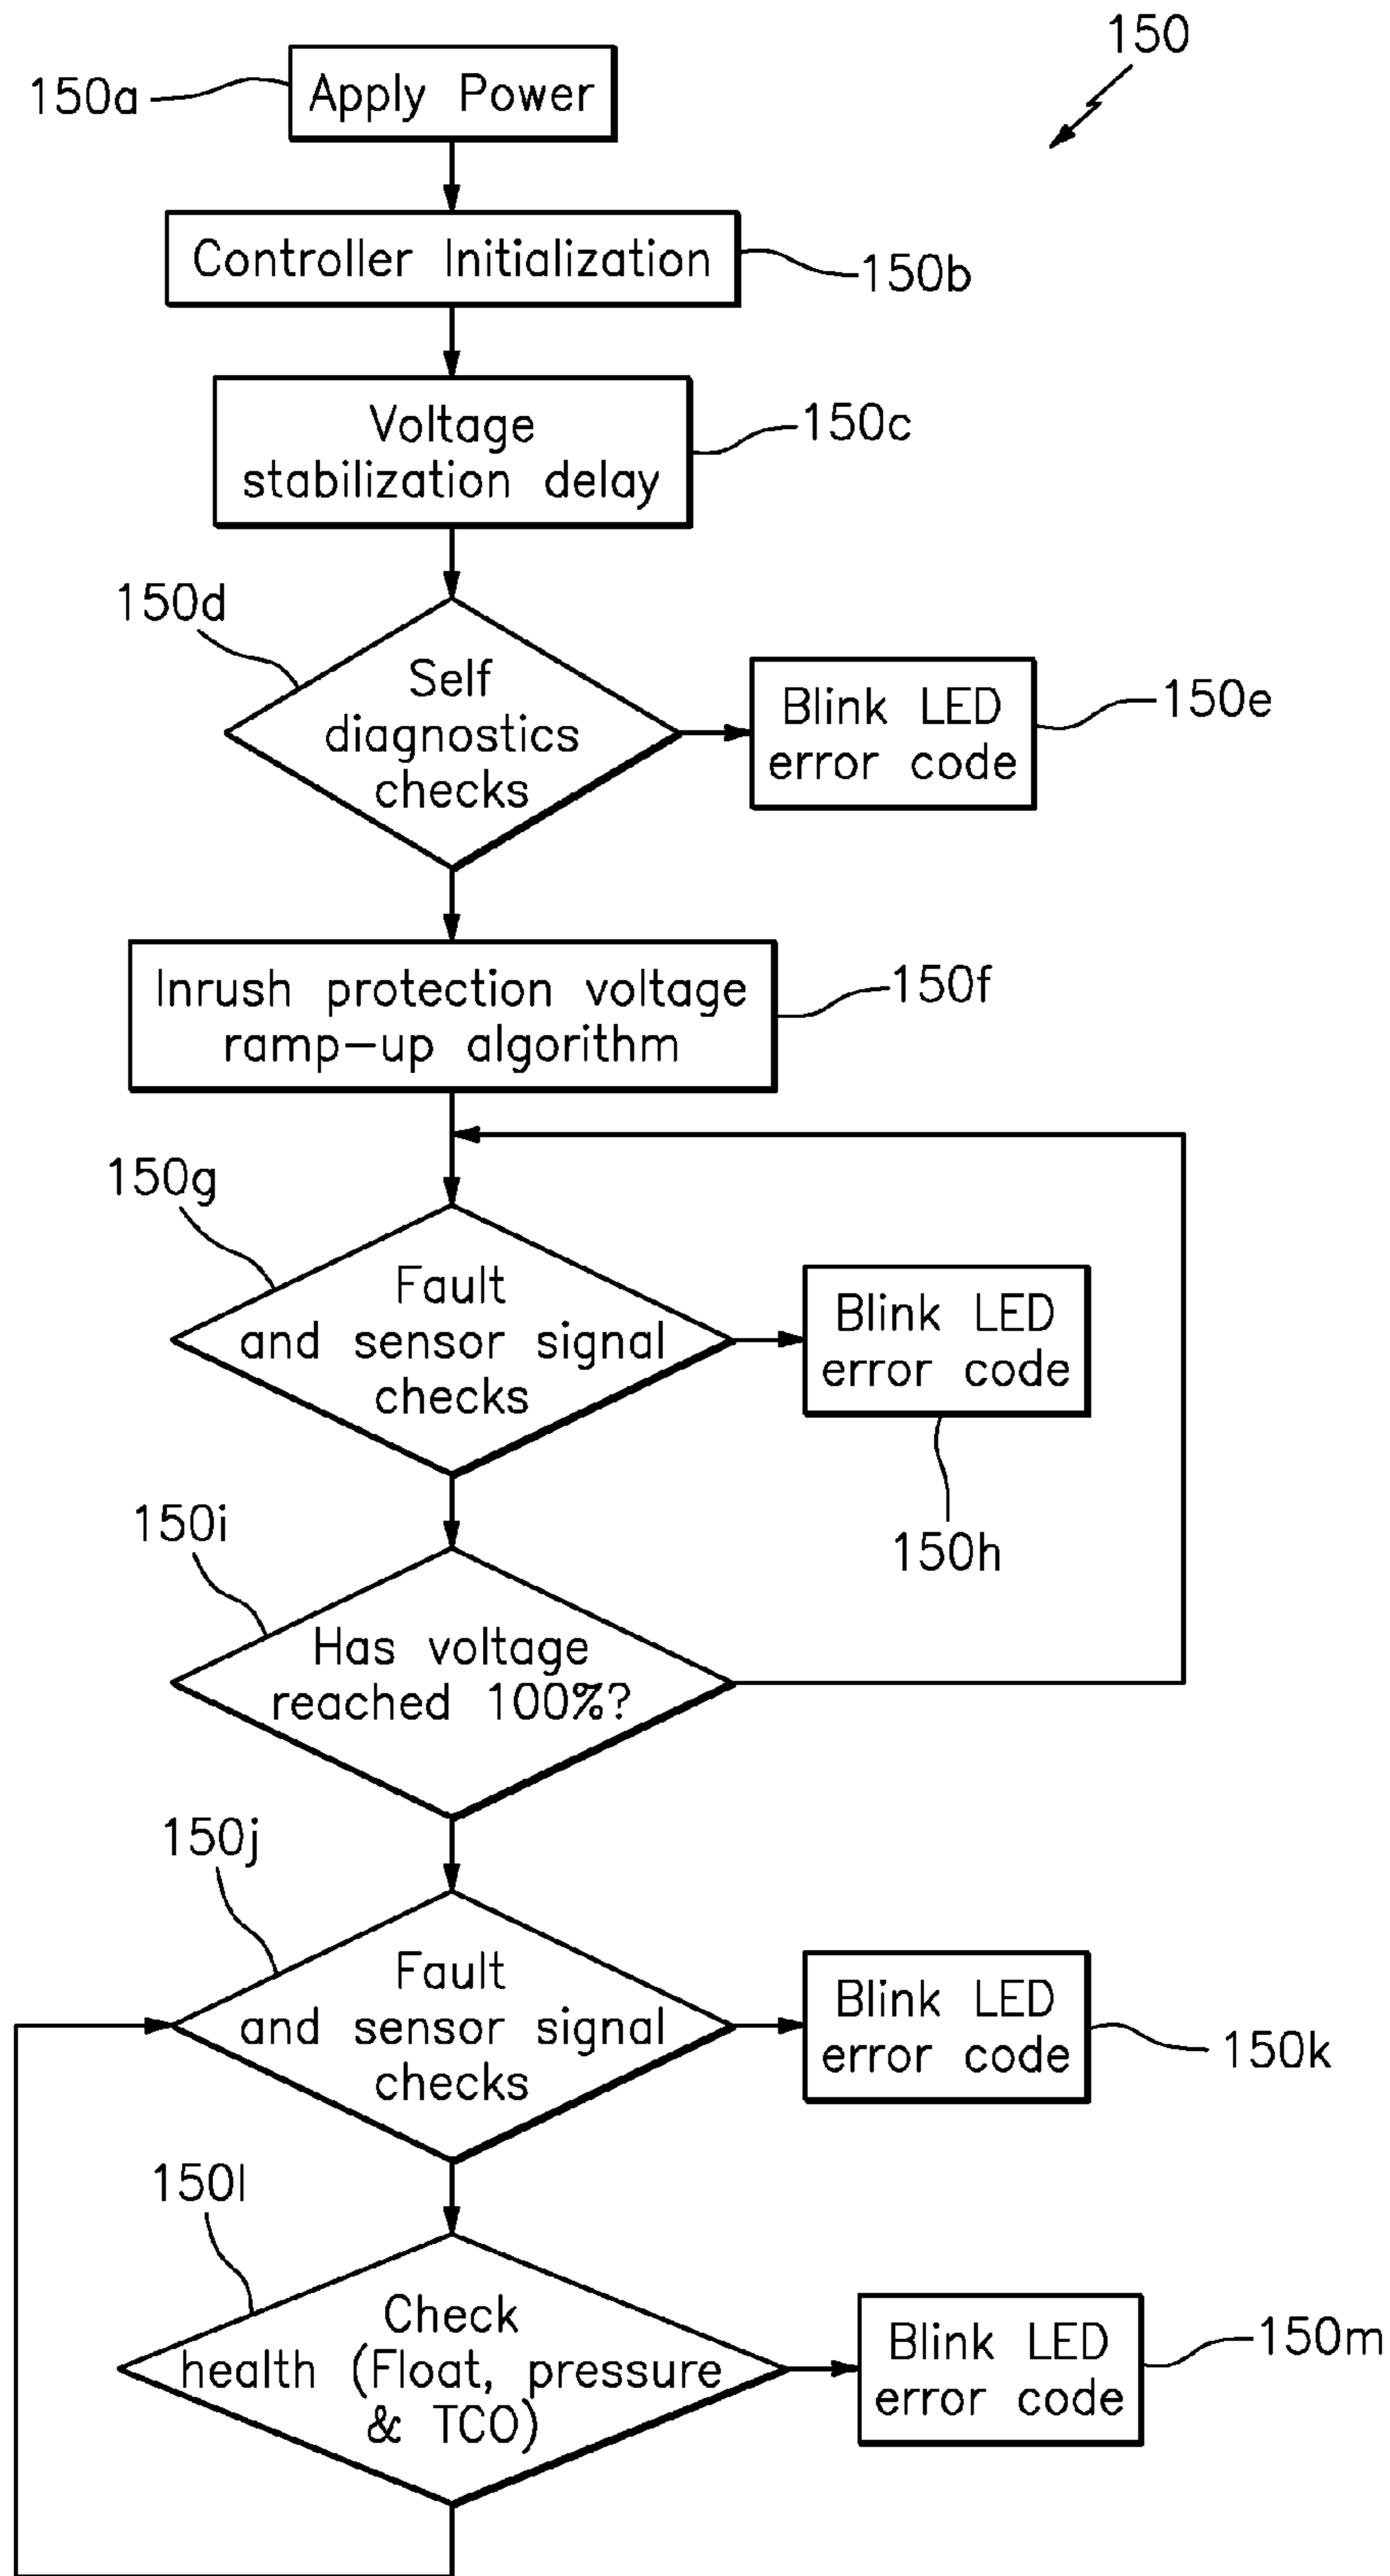 150
150a
Apply Power
Controller Initialization
150b
Voltage
stabilization delay
150c
150d
Self
diagnostics
checks
Blink LED
error code
150e
Inrush protection voltage
ramp-up algorithm
150f
150g
Fault
and sensor signal
checks
Blink LED
error code
150h
150i
Has voltage
reached 100%?
150j
Fault
and sensor signal
checks
Blink LED
error code
150k
150l
Check
health (Float, pressure
& TCO)
Blink LED
error code
150m